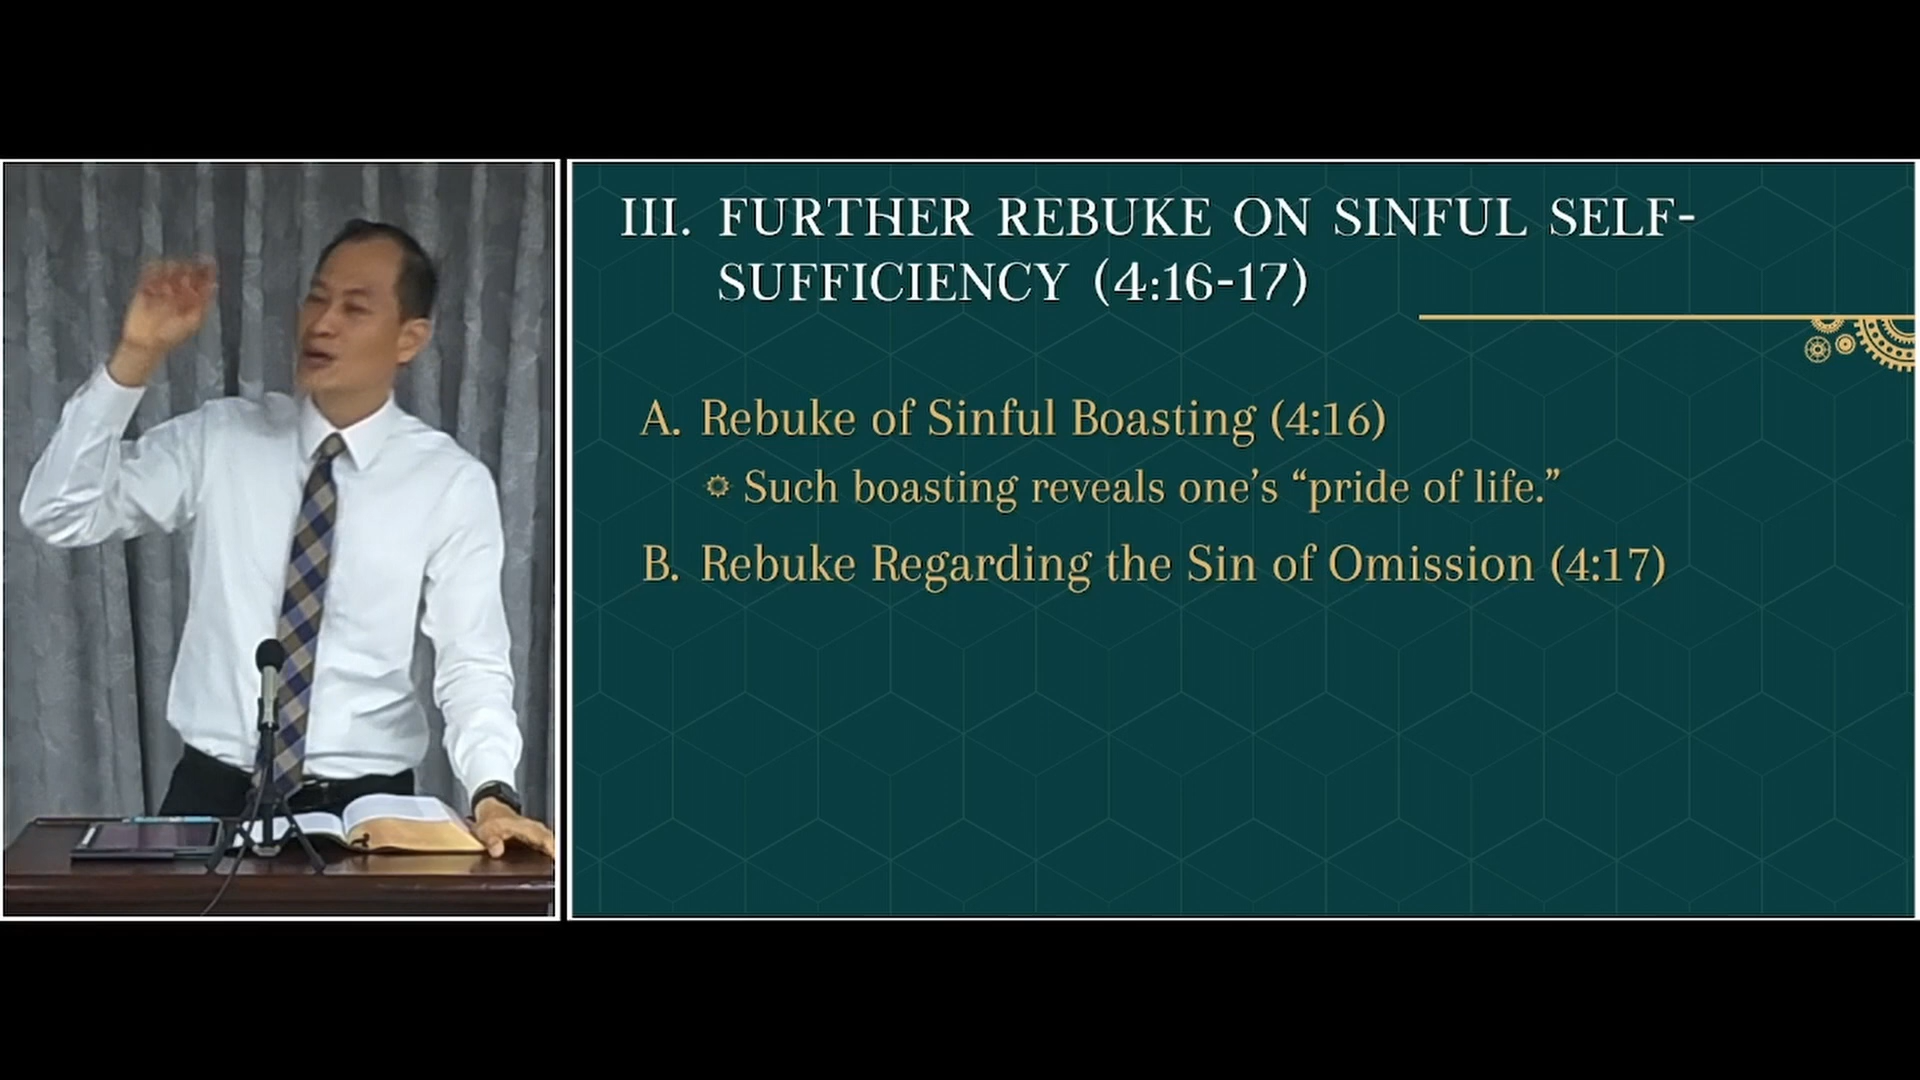 III. FURTHER REBUKE ON SINFUL SELF-
SUFFICIENCY (4:16-17)
A. Rebuke of Sinful Boasting (4:16)
Such boasting reveals one’s “pride of life.”
B. Rebuke Regarding the Sin of Omission (4:17)